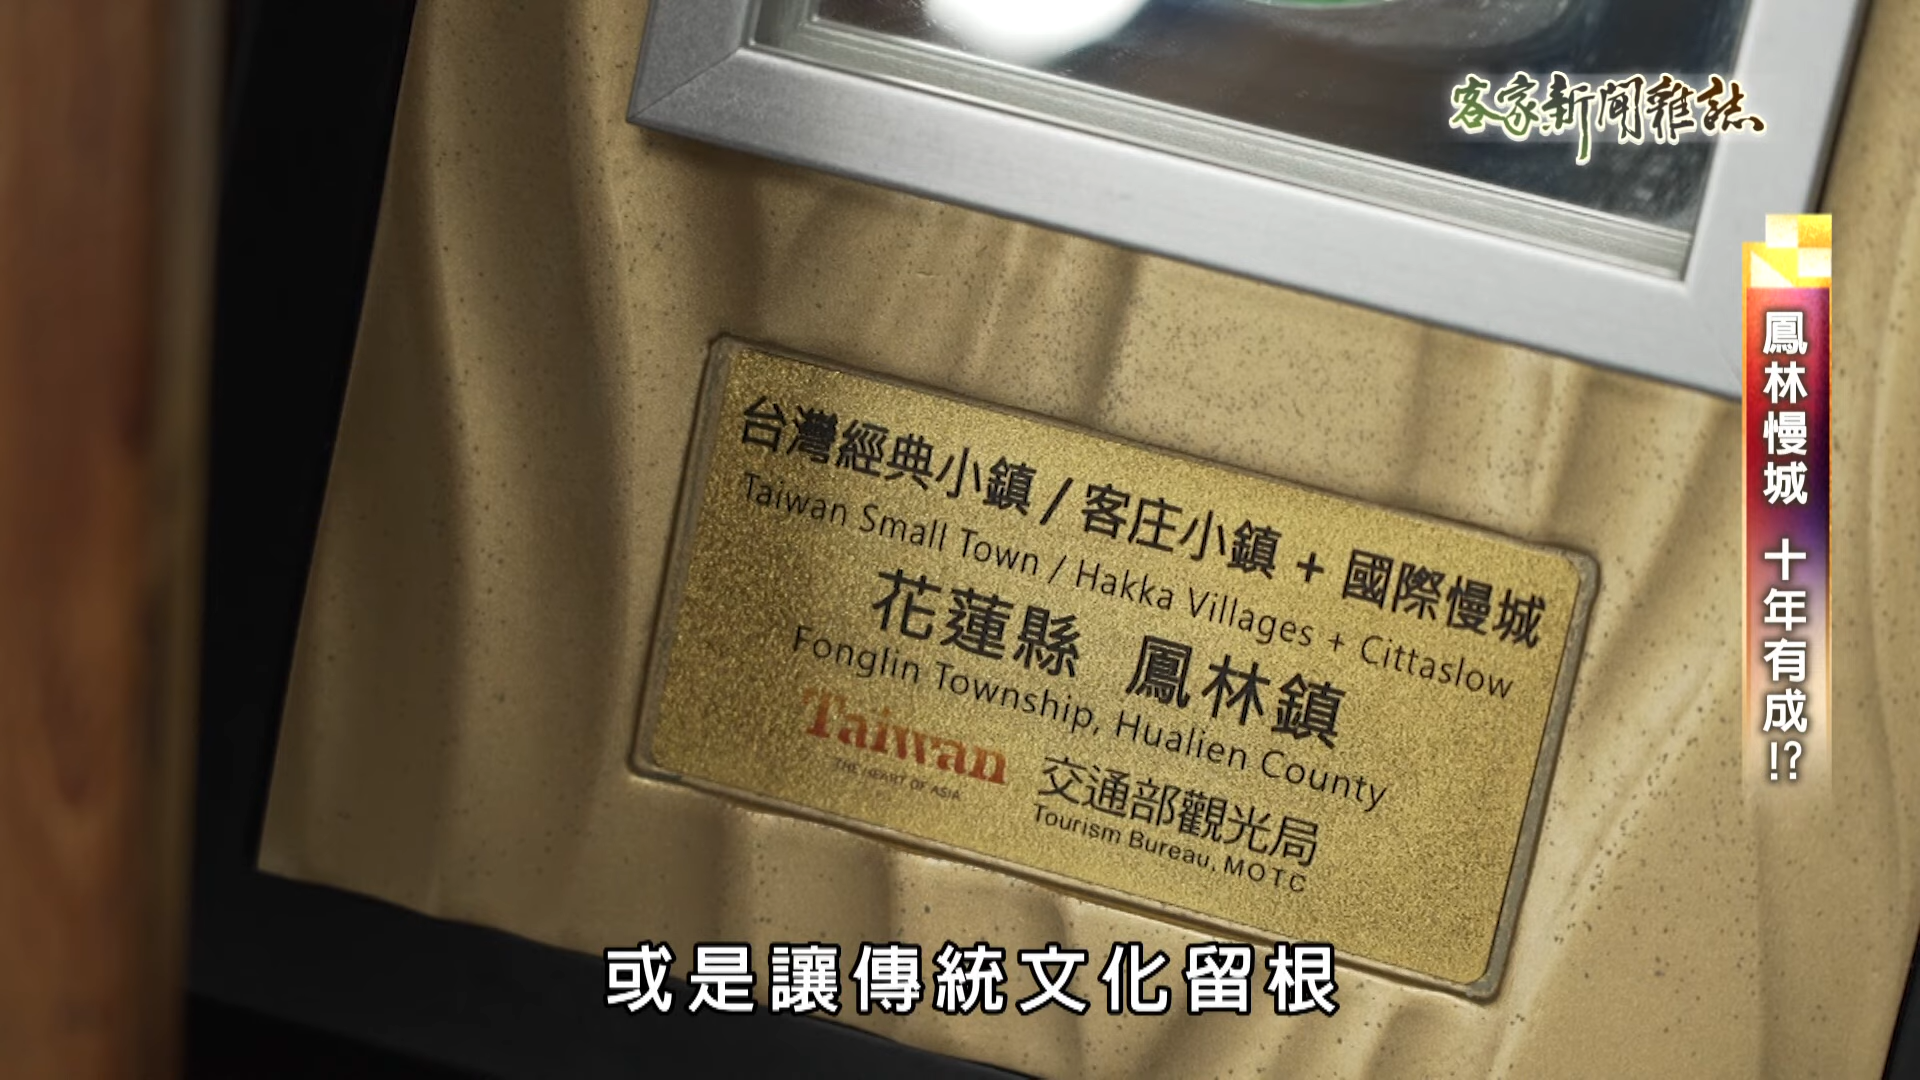 客家新聞雜誌
鳳林慢城 十年有成!?
台灣經典小鎮 / 客庄小鎮 + 國際慢城
Taiwan Small Town / Hakka Villages + Cittaslow
花蓮縣 鳳林鎮
Fonglin Township, Hualien County
Taiwan
THE HEART OF ASIA
交通部觀光局
Tourism Bureau, MOTC
或是讓傳統文化留根